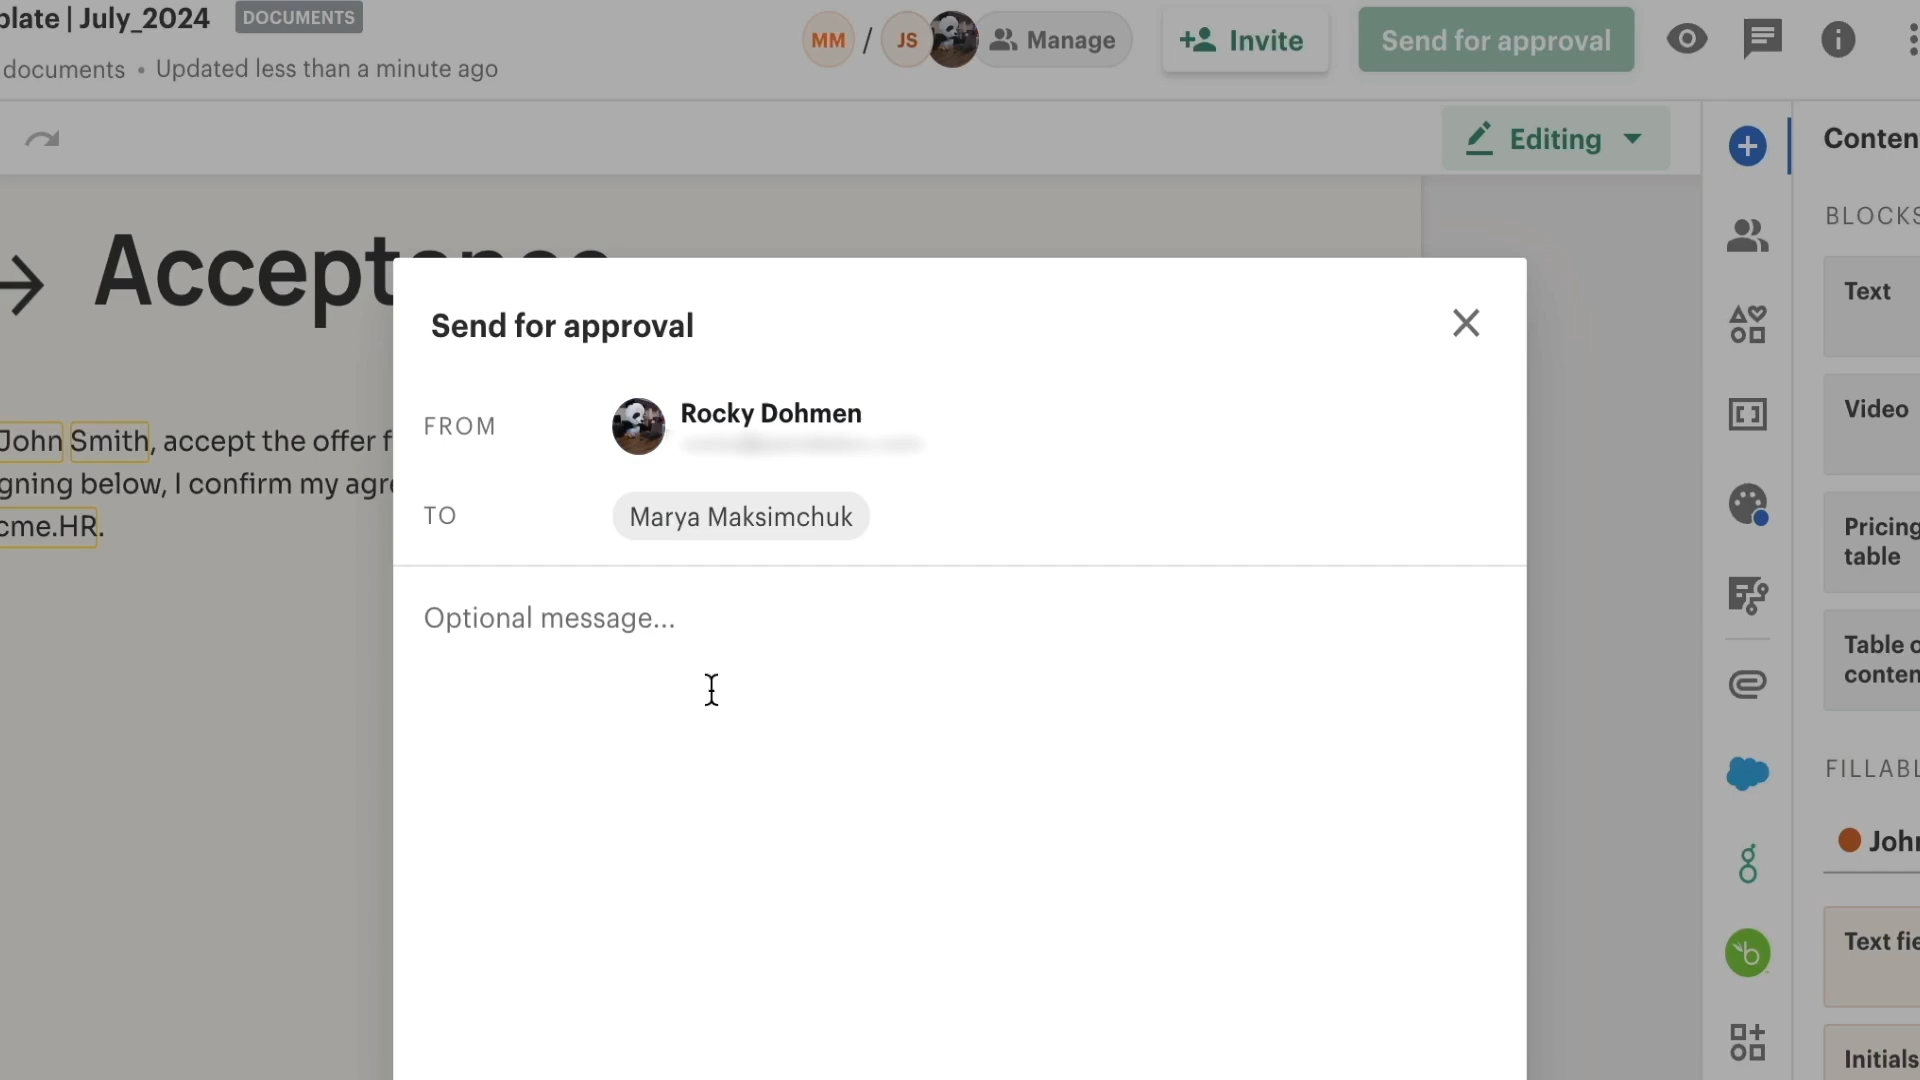 plate | July_2024 DOCUMENTS
documents • Updated less than a minute ago
MM / JS Manage Invite Send for approval
Editing
Conten
BLOCKS
Text
Video
Pricing
table
Table o
conten
FILLABL
John
Text fie
Initials
→ Accept
John Smith, accept the offer f
gning below, I confirm my agre
cme.HR.
Send for approval
FROM Rocky Dohmen
TO Marya Maksimchuk
Optional message...